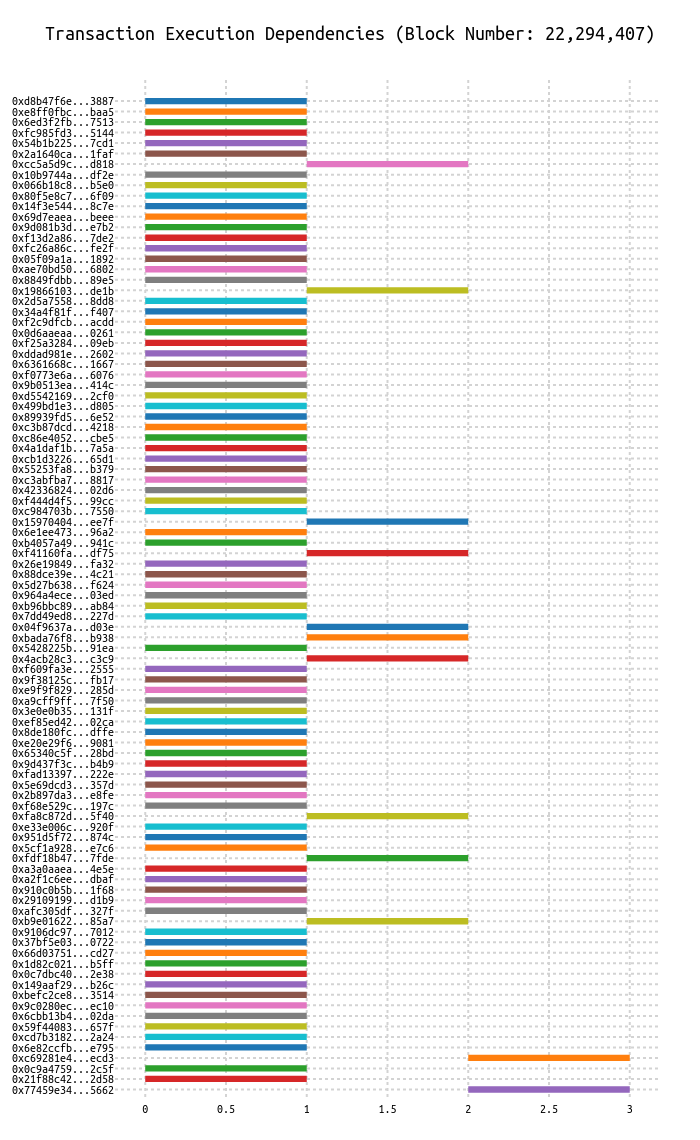 Transaction Execution Dependencies (Block Number: 22,294,407)
0xd8b47f6e...3887
0xe8ff0fbc...baa5
0x6ed3f2fb...7513
0xfc985fd3...5144
0x54b1b225...7cd1
0x2a1640ca...1faf
0xcc5a5d9c...d818
0x10b9744a...df2e
0x066b18c8...b5e0
0x80f5e8c7...6f09
0x14f3e544...8c7e
0x69d7eaea...beee
0x9d081b3d...e7b2
0xf13d2a86...7de2
0xfc26a86c...fe2f
0x05f09a1a...1892
0xae70bd50...6802
0x8849fdbb...89e5
0x19866103...de1b
0x2d5a7558...8dd8
0x34a4f81f...f407
0xf2c9dfcb...acdd
0x0d6aaeaa...0261
0xf25a3284...09eb
0xddad981e...2602
0x6361668c...1667
0xf0773e6a...6076
0x9b0513ea...414c
0xd5542169...2cf0
0x499bd1e3...d805
0x89939fd5...6e52
0xc3b87dcd...4218
0xc86e4052...cbe5
0x4a1daf1b...7a5a
0xcb1d3226...65d1
0x55253fa8...b379
0xc3abfba7...8817
0x42336824...02d6
0xf444d4f5...99cc
0xc984703b...7550
0x15970404...ee7f
0x6e1ee473...96a2
0xb4057a49...941c
0xf41160fa...df75
0x26e19849...fa32
0x88dce39e...4c21
0x5d27b638...f624
0x964a4ece...03ed
0xb96bbc89...ab84
0x7dd49ed8...227d
0x04f9637a...d03e
0xbada76f8...b938
0x5428225b...91ea
0x4acb28c3...c3c9
0xf609fa3e...2555
0x9f38125c...fb17
0xe9f9f829...285d
0xa9cff9ff...7f50
0x3e0e0b35...131f
0xef85ed42...02ca
0x8de180fc...dffe
0xe20e29f6...9081
0x65340c5f...28bd
0x9d437f3c...b4b9
0xfad13397...222e
0x5e69dcd3...357d
0x2b897da3...e8fe
0xf68e529c...197c
0xfa8c872d...5f40
0xe33e006c...920f
0x951d5f72...874c
0x5cf1a928...e7c6
0xfdf18b47...7fde
0xa3a0aaea...4e5e
0xa2f1c6ee...dbaf
0x910c0b5b...1f68
0x29109199...d1b9
0xafc305df...327f
0xb9e01622...85a7
0x9106dc97...7012
0x37bf5e03...0722
0x66d03751...cd27
0x1d82c021...b5ff
0x0c7dbc40...2e38
0x149aaf29...b26c
0xbefc2ce8...3514
0x9c0280ec...ec10
0x6cbb13b4...02da
0x59f44083...657f
0xcd7b3182...2a24
0x6e82ccfb...e795
0xc69281e4...ecd3
0x0c9a4759...2c5f
0x21f88c42...2d58
0x77459e34...5662
0 0.5 1 1.5 2 2.5 3